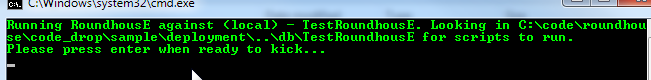 C:\Windows\system32\cmd.exe
Running RoundhousE against (local) - TestRoundhousE. Looking in C:\code\roundhou
se\code_drop\sample\deployment\..\db\TestRoundhousE for scripts to run.
Please press enter when ready to kick...